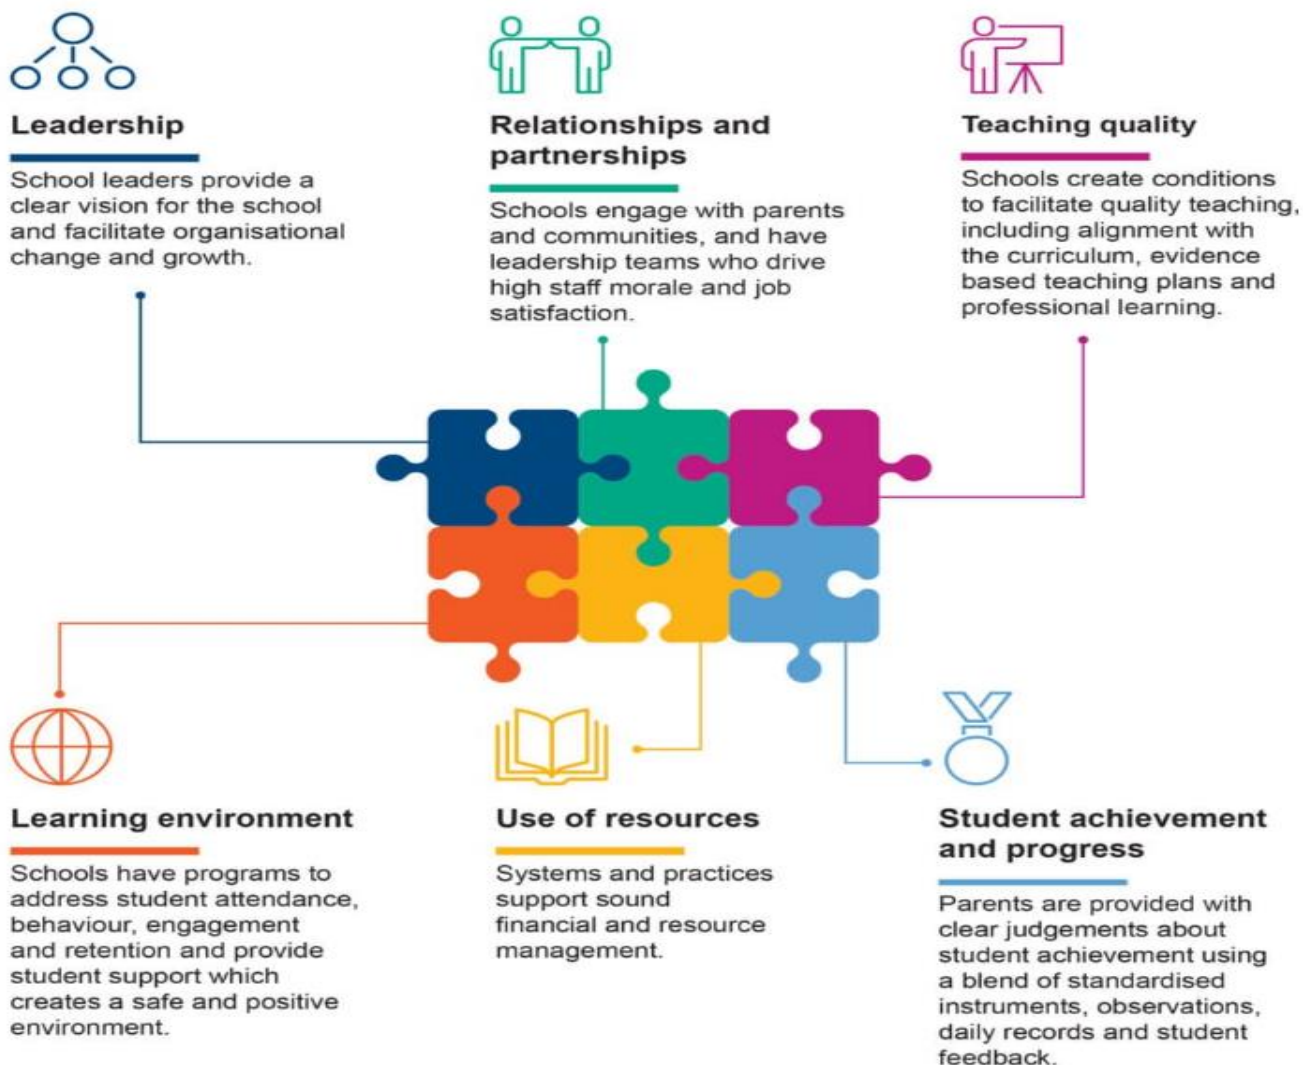 Leadership
School leaders provide a
clear vision for the school
and facilitate organisational
change and growth.
Relationships and
partnerships
Schools engage with parents
and communities, and have
leadership teams who drive
high staff morale and job
satisfaction.
Teaching quality
Schools create conditions
to facilitate quality teaching,
including alignment with
the curriculum, evidence
based teaching plans and
professional learning.
Learning environment
Schools have programs to
address student attendance,
behaviour, engagement
and retention and provide
student support which
creates a safe and positive
environment.
Use of resources
Systems and practices
support sound
financial and resource
management.
Student achievement
and progress
Parents are provided with
clear judgements about
student achievement using
a blend of standardised
instruments, observations,
daily records and student
feedback.